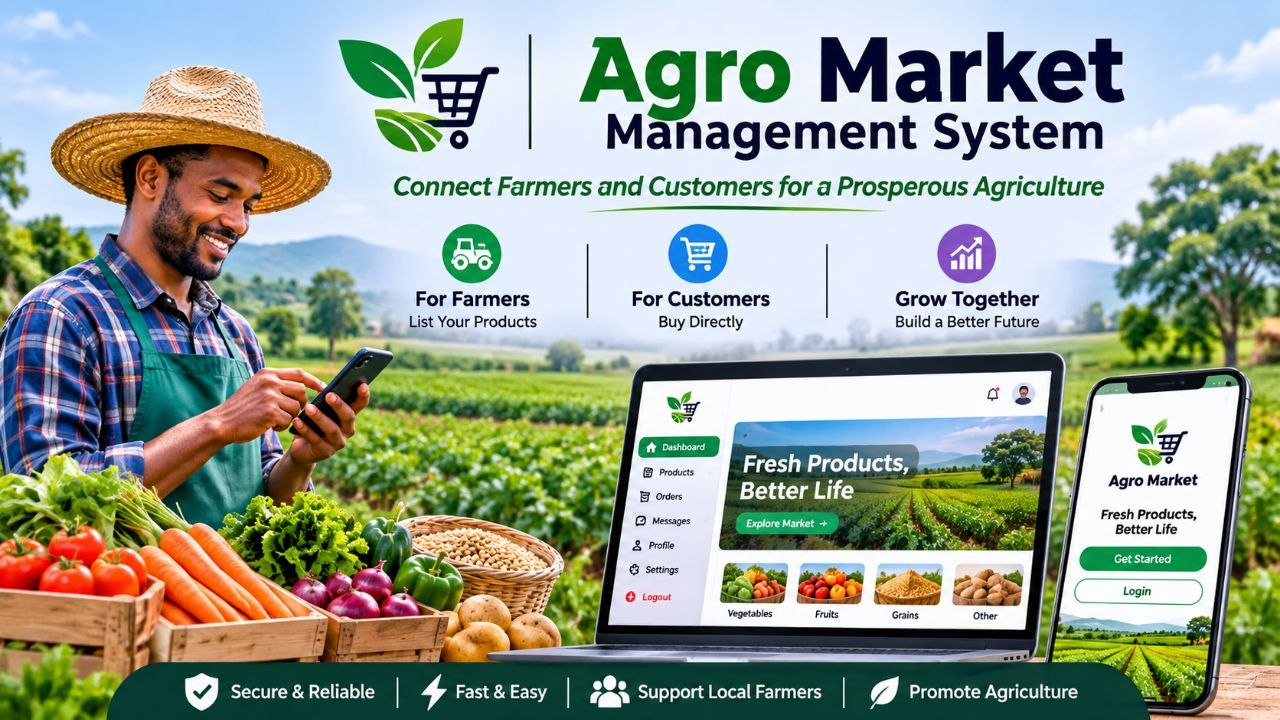 Agro Market
Management System
Connect Farmers and Customers for a Prosperous Agriculture
For Farmers
List Your Products
For Customers
Buy Directly
Grow Together
Build a Better Future
Dashboard
Products
Orders
Messages
Profile
Settings
Logout
Fresh Products,
Better Life
Explore Market →
Vegetables
Fruits
Grains
Other
Agro Market
Fresh Products,
Better Life
Get Started
Login
Secure & Reliable
Fast & Easy
Support Local Farmers
Promote Agriculture